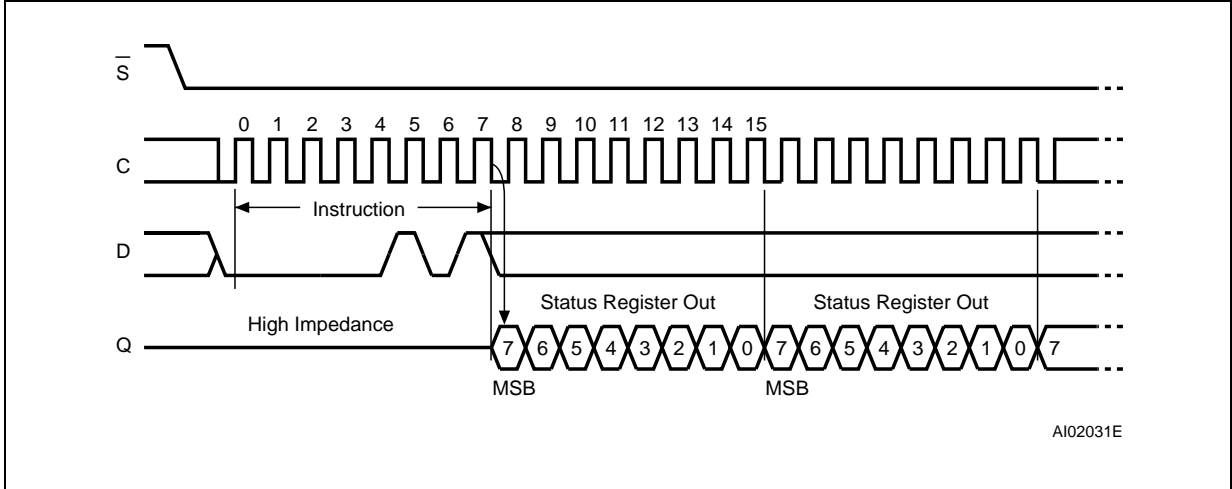 S
0 1 2 3 4 5 6 7 8 9 10 11 12 13 14 15
C
Instruction
D
Status Register Out Status Register Out
High Impedance
Q 7 6 5 4 3 2 1 0 7 6 5 4 3 2 1 0 7
MSB MSB
AI02031E